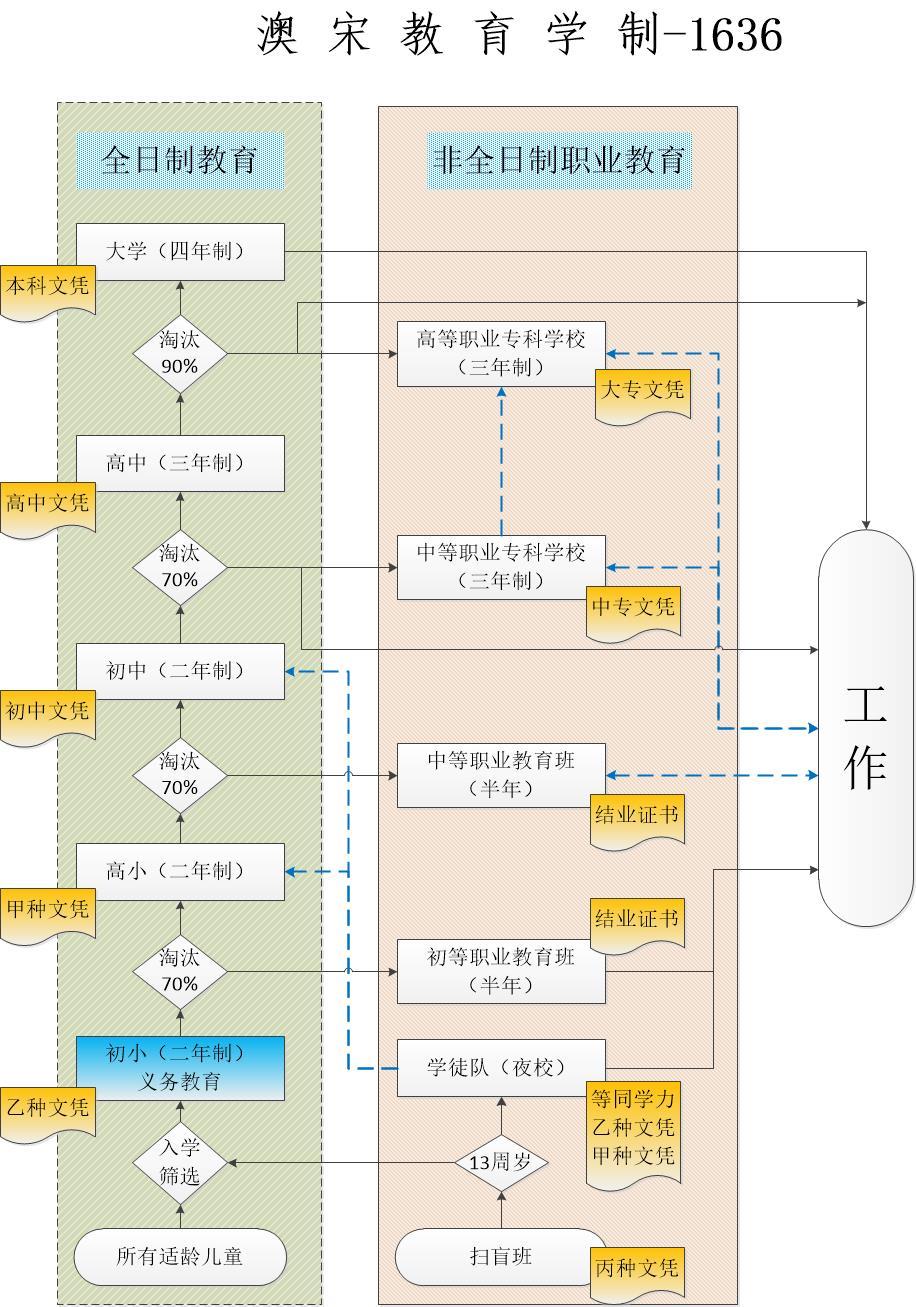 澳宋教育学制-1636
全日制教育
非全日制职业教育
大学（四年制）
本科文凭
淘汰
90%
高等职业专科学校
（三年制）
大专文凭
高中（三年制）
高中文凭
淘汰
70%
中等职业专科学校
（三年制）
中专文凭
初中（二年制）
初中文凭
淘汰
70%
中等职业教育班
（半年）
结业证书
高小（二年制）
甲种文凭
淘汰
70%
结业证书
初等职业教育班
（半年）
初小（二年制）
义务教育
乙种文凭
学徒队（夜校）
等同学力
乙种文凭
甲种文凭
入学
筛选
13周岁
所有适龄儿童
扫盲班
丙种文凭
工
作